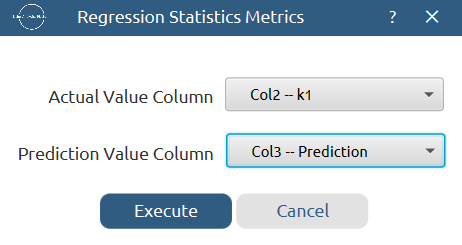 Regression Statistics Metrics ?
Actual Value Column Col2 -- k1
Prediction Value Column Col3 -- Prediction
Execute Cancel